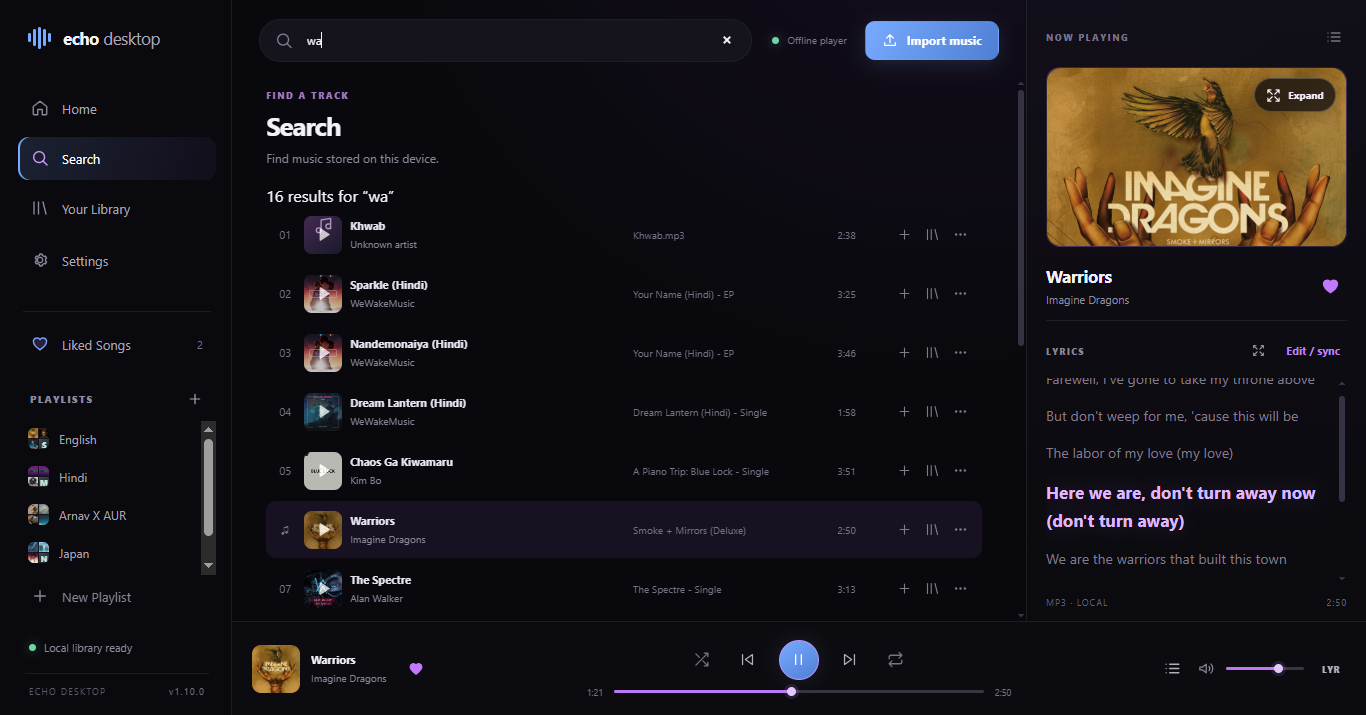 echo desktop
Home
Search
Your Library
Settings
Liked Songs 2
PLAYLISTS
English
Hindi
Arnav X AUR
Japan
New Playlist
Local library ready
ECHO DESKTOP v1.10.0
wa
Offline player
Import music
FIND A TRACK
Search
Find music stored on this device.
16 results for “wa”
01 Khwab Khwab.mp3 2:38
Unknown artist
02 Sparkle (Hindi) Your Name (Hindi) - EP 3:25
WeWakeMusic
03 Nandemonaiya (Hindi) Your Name (Hindi) - EP 3:46
WeWakeMusic
04 Dream Lantern (Hindi) Dream Lantern (Hindi) - Single 1:58
WeWakeMusic
05 Chaos Ga Kiwamaru A Piano Trip: Blue Lock - Single 3:51
Kim Bo
Warriors Smoke + Mirrors (Deluxe) 2:50
Imagine Dragons
07 The Spectre The Spectre - Single 3:13
Alan Walker
NOW PLAYING
Expand
IMAGINE
DRAGONS
SMOKE + MIRRORS
Warriors
Imagine Dragons
LYRICS Edit / sync
Farewell, I've gone to take my throne above
But don't weep for me, 'cause this will be
The labor of my love (my love)
Here we are, don't turn away now
(don't turn away)
We are the warriors that built this town
MP3 · LOCAL 2:50
Warriors
Imagine Dragons
1:21 2:50
LYR